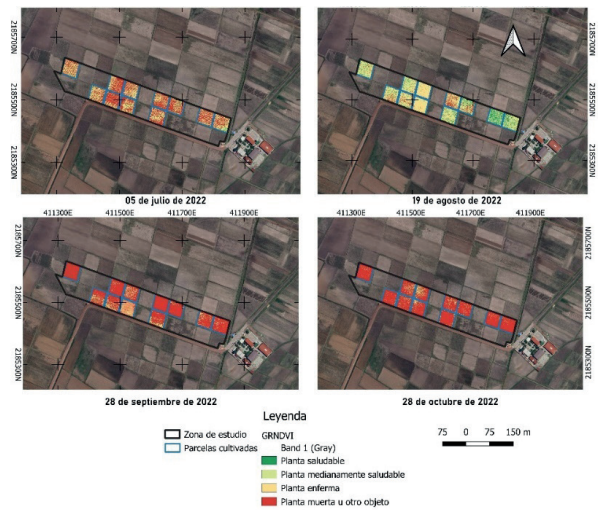 2185700N
2185500N
2185300N
05 de julio de 2022
2185700N
2185500N
2185300N
19 de agosto de 2022
411300E 411500E 411700E 411900E
411300E 411500E 411700E 411900E
28 de septiembre de 2022
2185700N
2185500N
2185300N
28 de octubre de 2022
Leyenda
Zona de estudio
Parcelas cultivadas
GRNDVI
Band 1 (Gray)
Planta saludable
Planta medianamente saludable
Planta enferma
Planta muerta u otro objeto
75 0 75 150 m